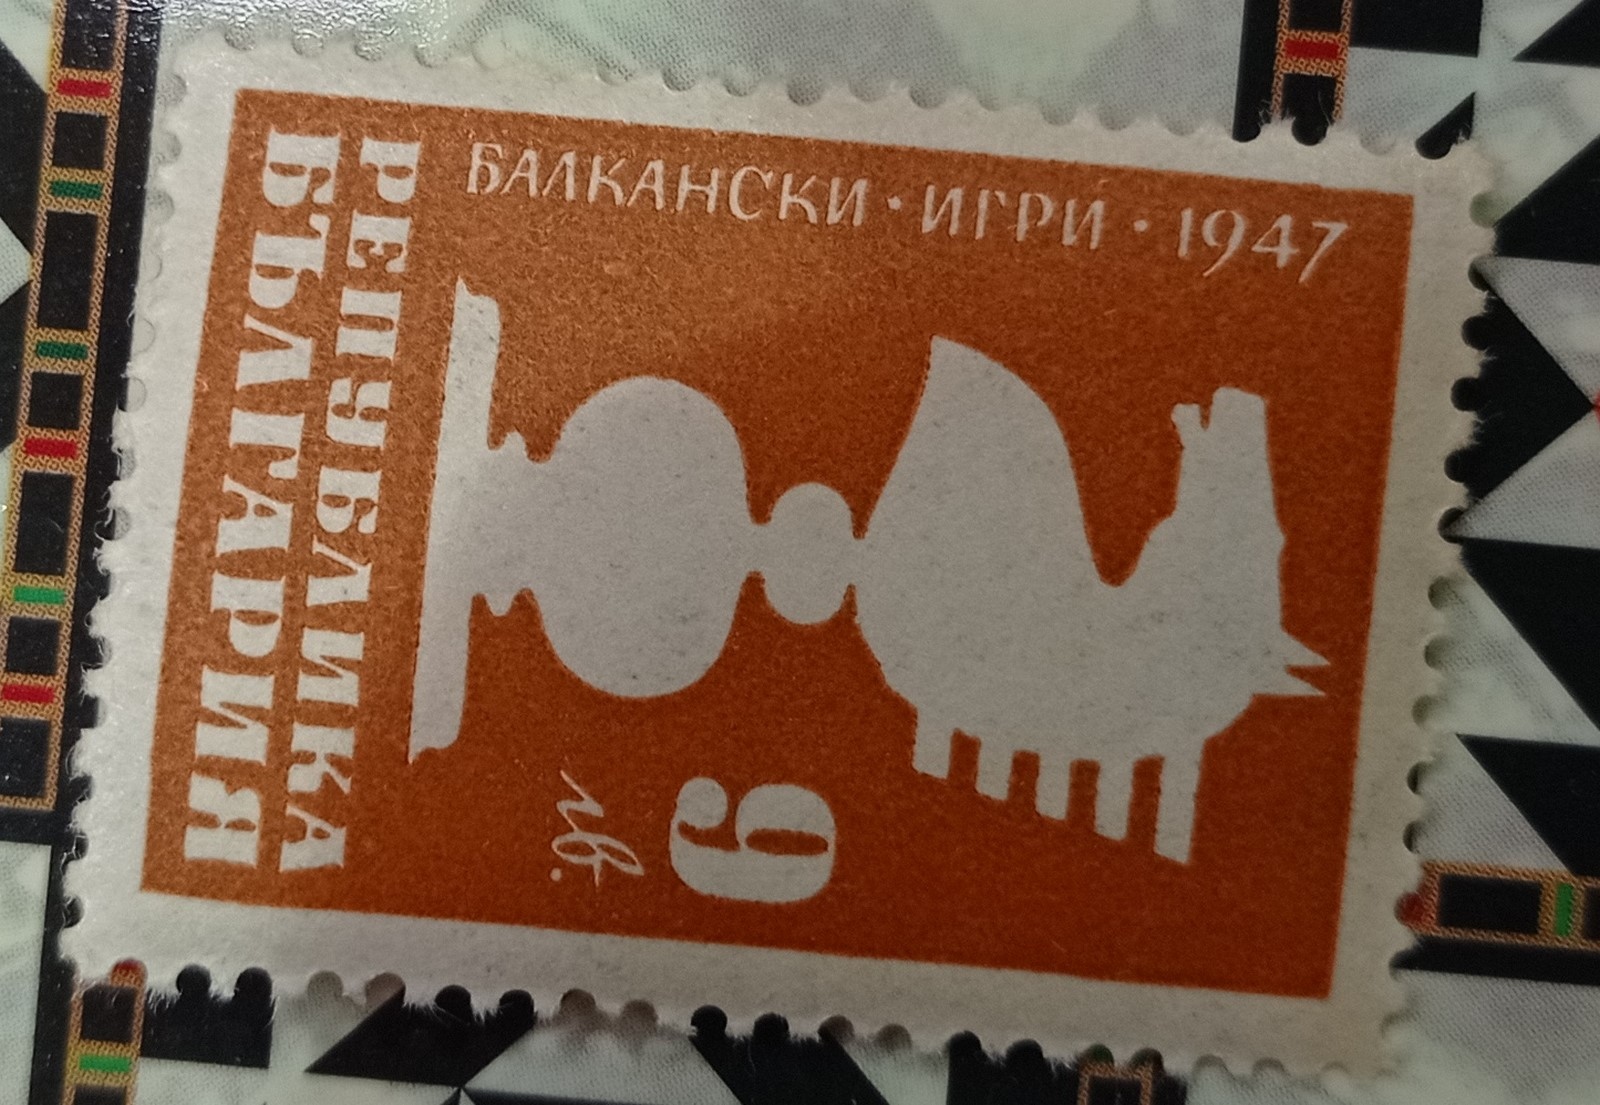 БАЛКАНСКИ · ИГРИ · 1947
9
лв.
РЕПУБЛИКА
БЪЛГАРИЯ